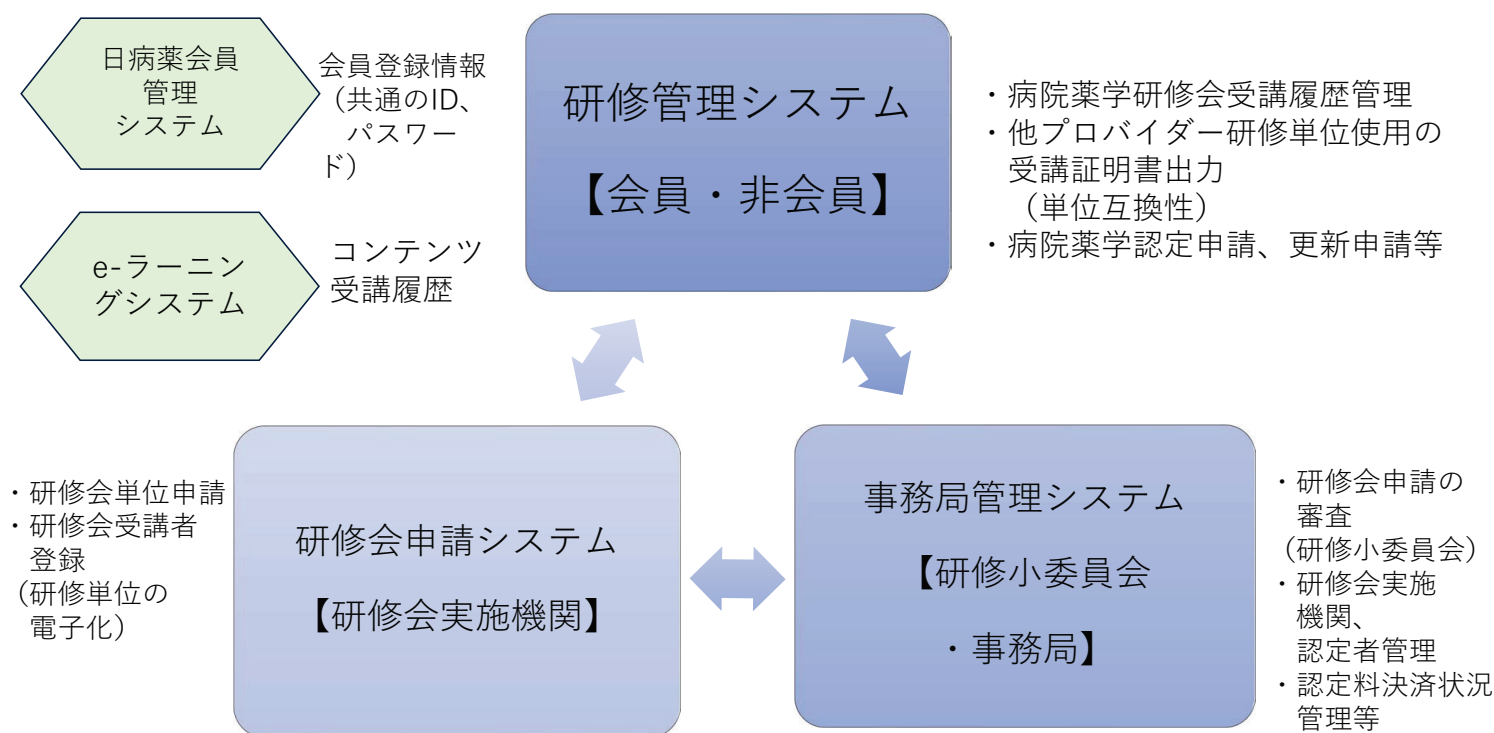 日病薬会員
管理
システム
会員登録情報
（共通のID、
パスワー
ド）
e-ラーニン
グシステム
コンテンツ
受講履歴
研修管理システム
【会員・非会員】
・病院薬学研修会受講履歴管理
・他プロバイダー研修単位使用の
受講証明書出力
（単位互換性）
・病院薬学認定申請、更新申請等
・研修会単位申請
・研修会受講者
登録
（研修単位の
電子化）
研修会申請システム
【研修会実施機関】
事務局管理システム
【研修小委員会
・事務局】
・研修会申請の
審査
（研修小委員会）
・研修会実施
機関、
認定者管理
・認定料決済状況
管理等